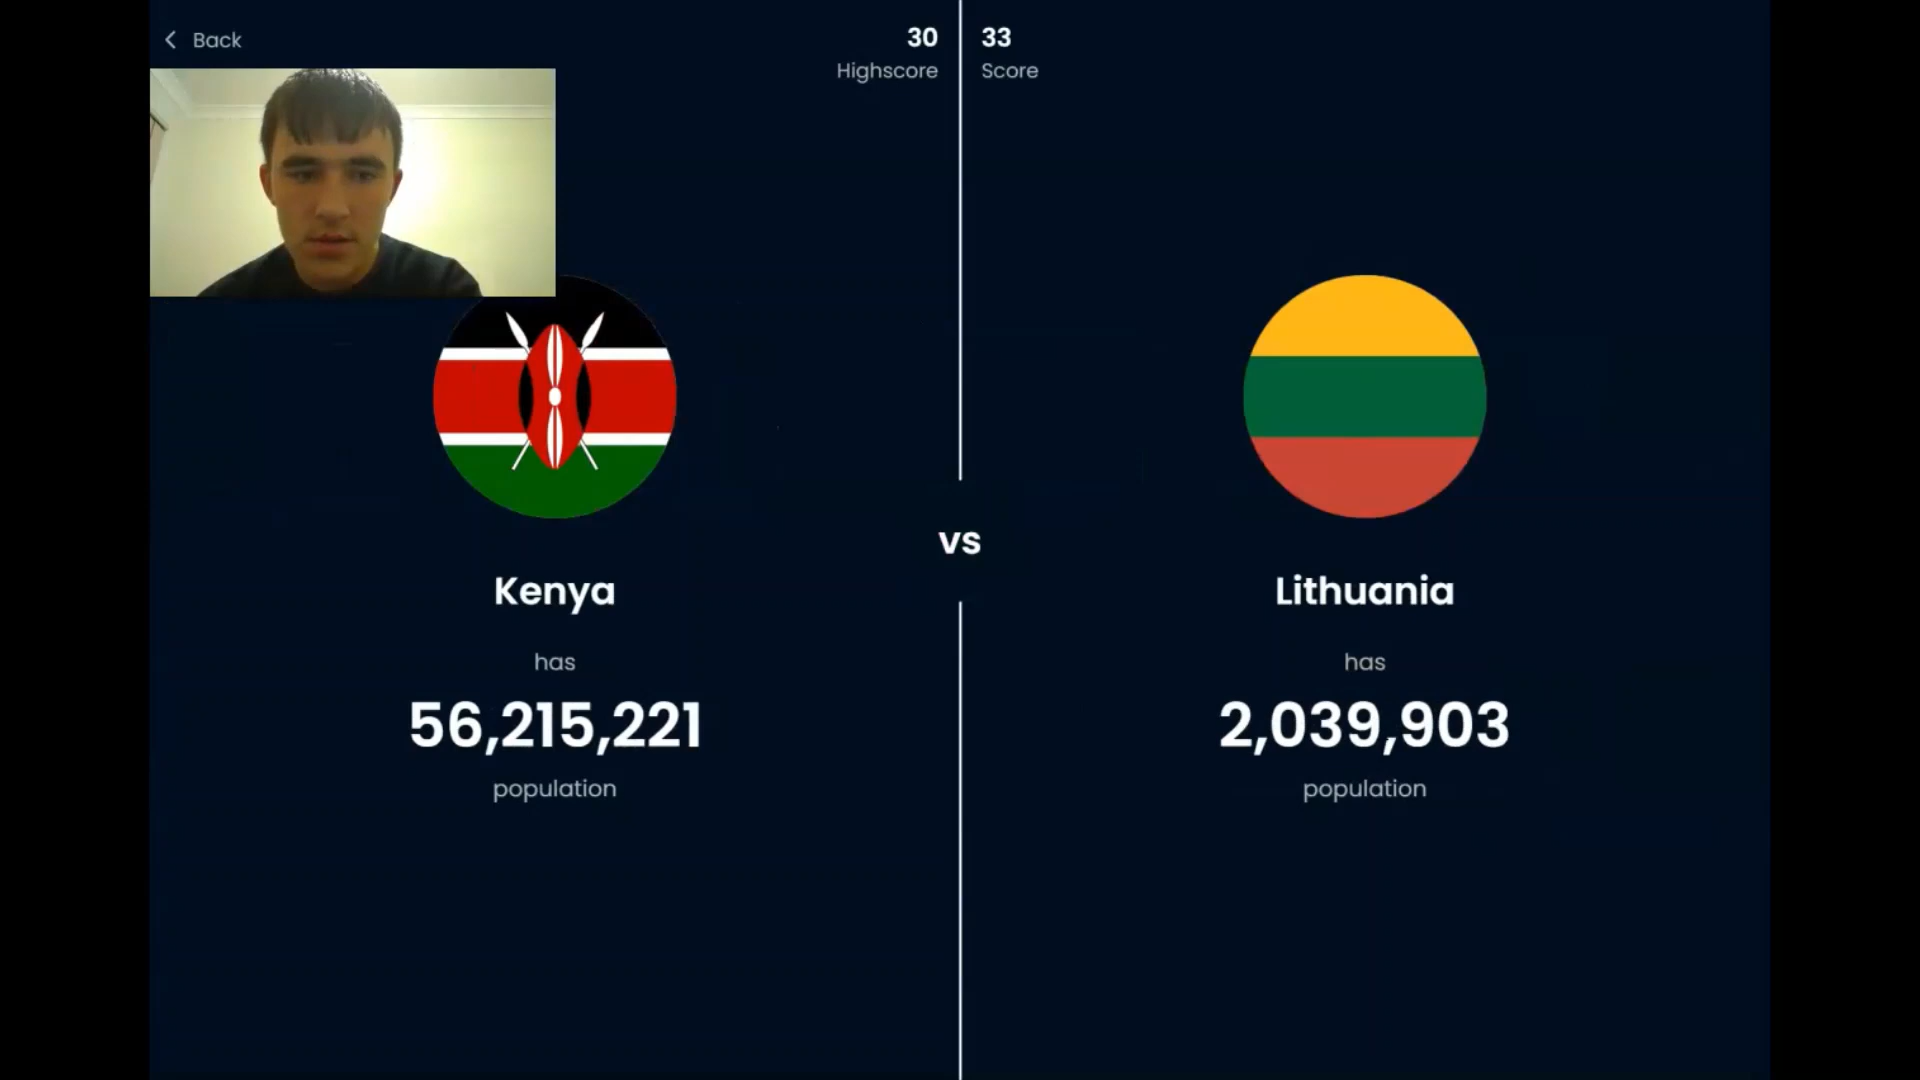 Back
30
Highscore
33
Score
vs
Kenya
has
56,215,221
population
Lithuania
has
2,039,903
population